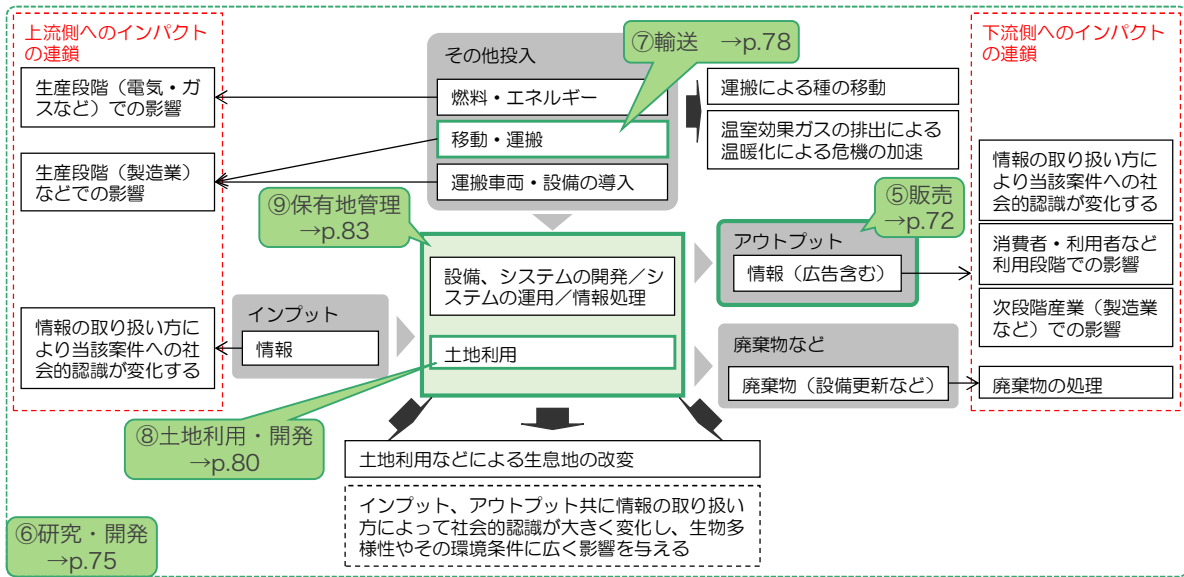 上流側へのインパクト
の連鎖
生産段階（電気・ガ
スなど）での影響
生産段階（製造業）
などでの影響
情報の取り扱い方に
より当該案件への社
会的認識が変化する
その他投入
燃料・エネルギー
移動・運搬
運搬車両・設備の導入
⑦輸送　→p.78
運搬による種の移動
温室効果ガスの排出による
温暖化による危機の加速
⑨保有地管理
→p.83
設備、システムの開発／シ
ステムの運用／情報処理
土地利用
インプット
情報
⑤販売
→p.72
アウトプット
情報（広告含む）
廃棄物など
廃棄物（設備更新など）
下流側へのインパクト
の連鎖
情報の取り扱い方に
より当該案件への社
会的認識が変化する
消費者・利用者など
利用段階での影響
次段階産業（製造業
など）での影響
廃棄物の処理
⑧土地利用・開発
→p.80
土地利用などによる生息地の改変
インプット、アウトプット共に情報の取り扱い
方によって社会的認識が大きく変化し、生物多
様性やその環境条件に広く影響を与える
⑥研究・開発
→p.75